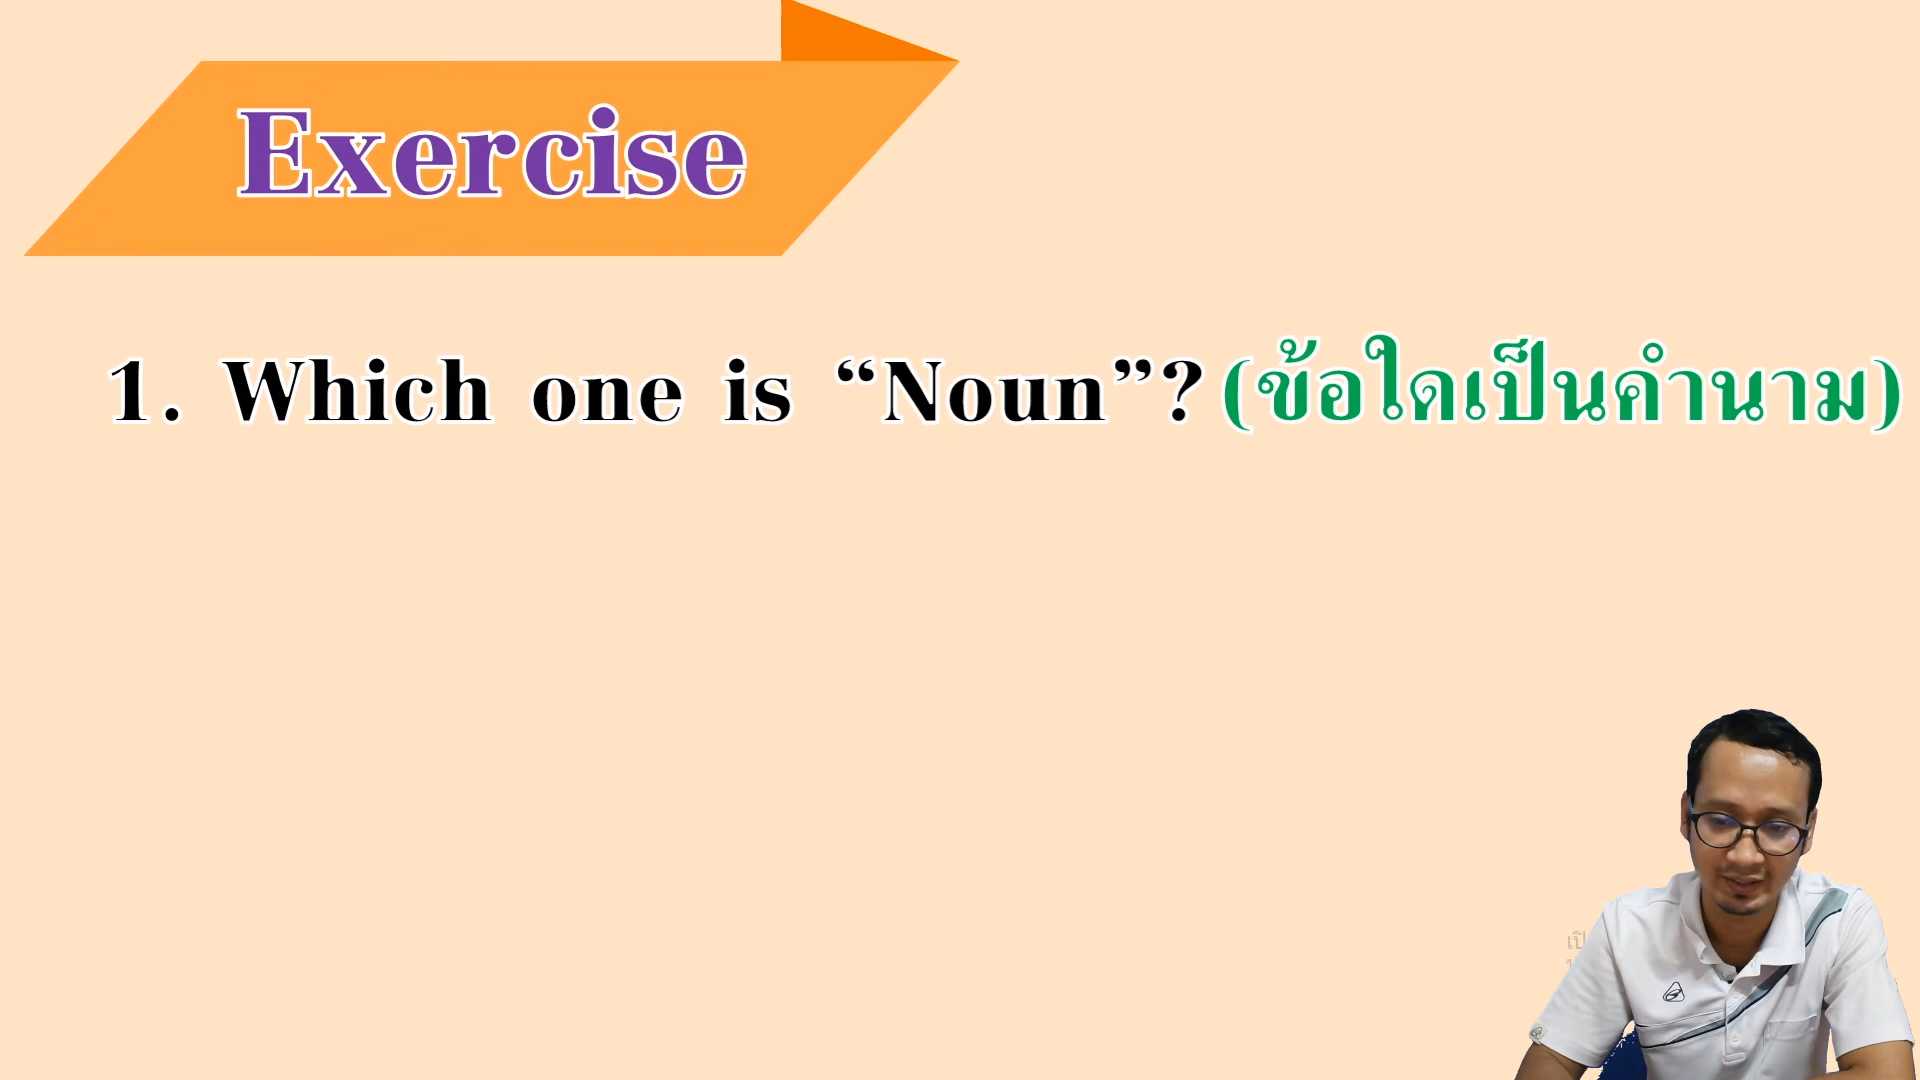 Exercise
1. Which one is “Noun”? (ข้อใดเป็นคำนาม)